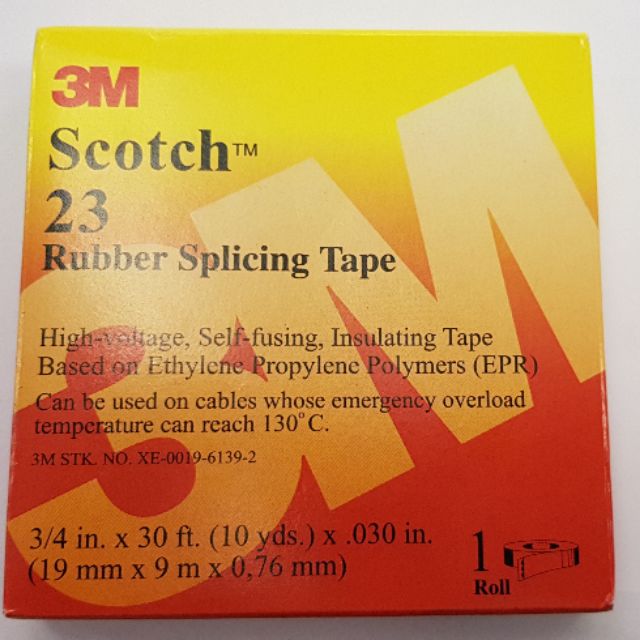 3M
Scotch™
23
Rubber Splicing Tape
High-voltage, Self-fusing, Insulating Tape
Based on Ethylene Propylene Polymers (EPR)
Can be used on cables whose emergency overload
temperature can reach 130°C.
3M STK. NO. XE-0019-6139-2
3/4 in. x 30 ft. (10 yds.) x .030 in.
(19 mm x 9 m x 0,76 mm)
1
Roll
3M